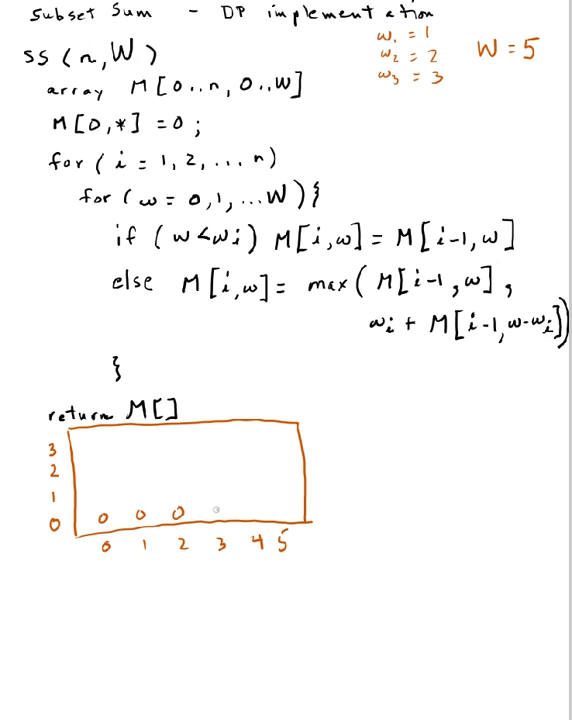 Subset Sum - DP implementation
w₁ = 1
w₂ = 2
w₃ = 3
W = 5
SS(n,W)
array M[0..n, 0..W]
M[0,*] = 0;
for (i = 1, 2, ... n)
for (w = 0, 1, ... W) {
if (w < wᵢ) M[i,w] = M[i-1, w]
else M[i,w] = max( M[i-1, w],
wᵢ + M[i-1, w-wᵢ])
}
return M[]
3
2
1
0 0 0 0
0 1 2 3 4 5